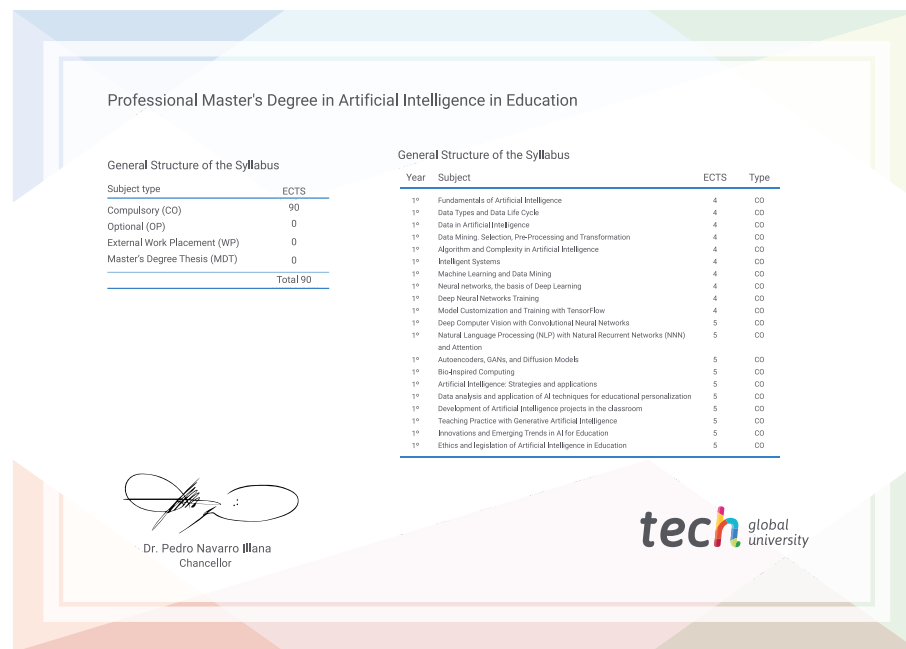 Professional Master's Degree in Artificial Intelligence in Education
General Structure of the Syllabus
Subject type ECTS
Compulsory (CO) 90
Optional (OP) 0
External Work Placement (WP) 0
Master's Degree Thesis (MDT) 0
Total 90
General Structure of the Syllabus
Year Subject ECTS Type
1º Fundamentals of Artificial Intelligence 4 CO
1º Data Types and Data Life Cycle 4 CO
1º Data in Artificial Intelligence 4 CO
1º Data Mining, Selection, Pre-Processing and Transformation 4 CO
1º Algorithm and Complexity in Artificial Intelligence 4 CO
1º Intelligent Systems 4 CO
1º Machine Learning and Data Mining 4 CO
1º Neural networks, the basis of Deep Learning 4 CO
1º Deep Neural Networks Training 4 CO
1º Model Customization and Training with TensorFlow 4 CO
1º Deep Computer Vision with Convolutional Neural Networks 5 CO
1º Natural Language Processing (NLP) with Natural Recurrent Networks (NNN) 5 CO
and Attention
1º Autoencoders, GANs, and Diffusion Models 5 CO
1º Bio-Inspired Computing 5 CO
1º Artificial Intelligence: Strategies and applications 5 CO
1º Data analysis and application of AI techniques for educational personalization 5 CO
1º Development of Artificial Intelligence projects in the classroom 5 CO
1º Teaching Practice with Generative Artificial Intelligence 5 CO
1º Innovations and Emerging Trends in AI for Education 5 CO
1º Ethics and legislation of Artificial Intelligence in Education 5 CO
Dr. Pedro Navarro Illana
Chancellor
tech global
university